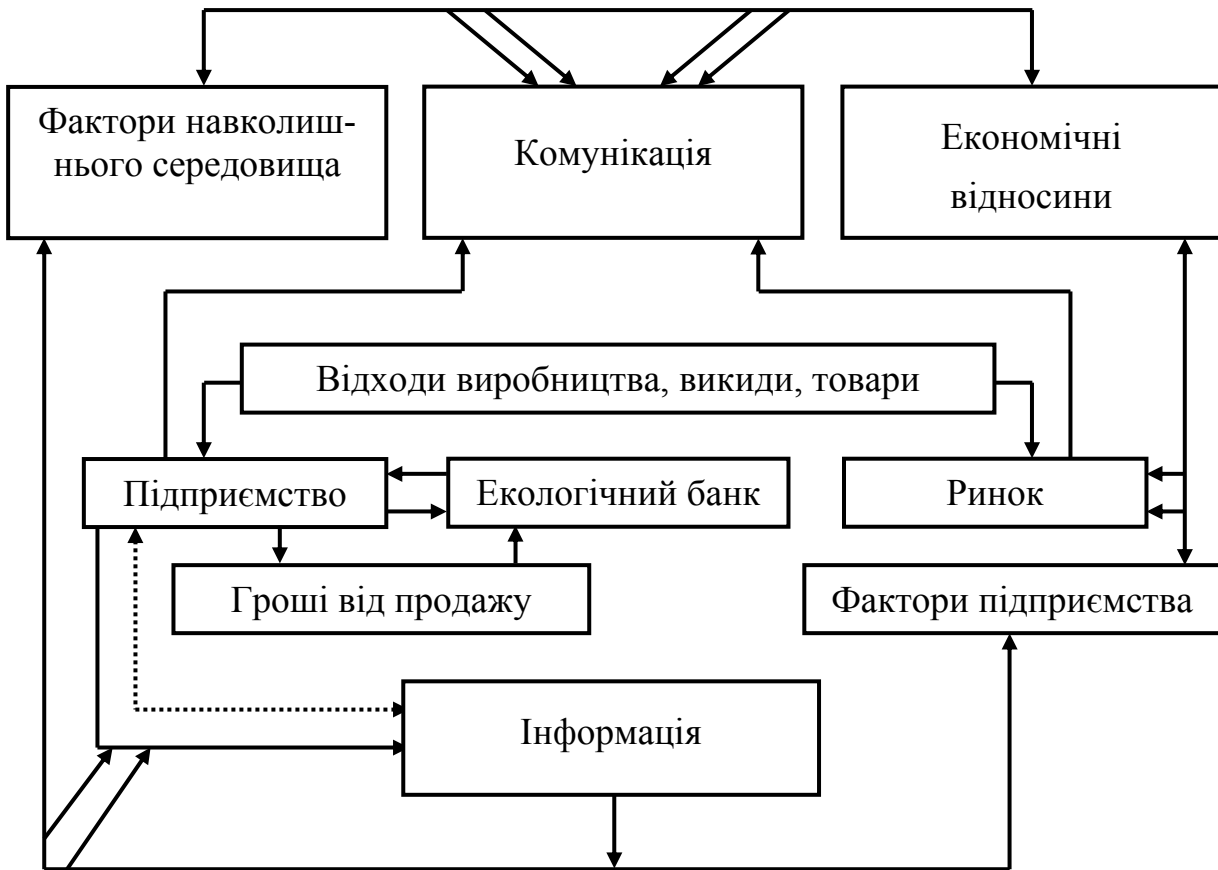 Фактори навколиш-
нього середовища
Комунікація
Економічні
відносини
Відходи виробництва, викиди, товари
Підприємство
Екологічний банк
Ринок
Гроші від продажу
Фактори підприємства
Інформація